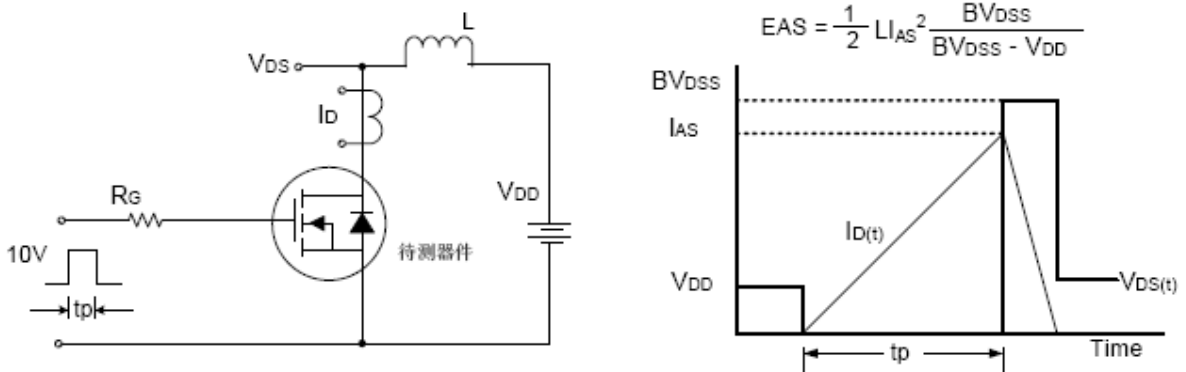 L
VDS
ID
RG
VDD
10V
tp
待测器件
EAS = 1/2 LIAS² BVDSS / (BVDSS - VDD)
BVDSS
IAS
ID(t)
VDD
VDS(t)
tp
Time